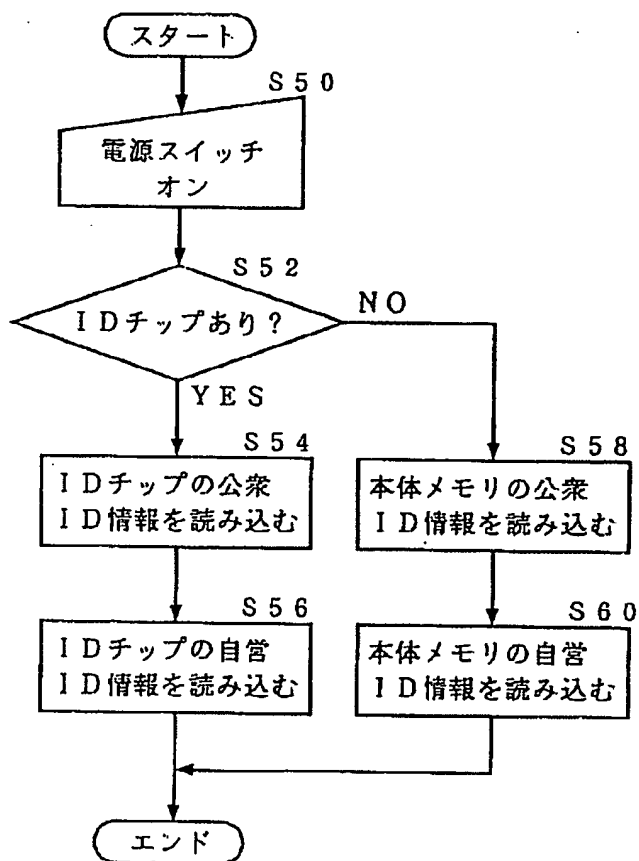 スタート
S50
電源スイッチ
オン
S52
IDチップあり?
NO
YES
S54
IDチップの公衆
ID情報を読み込む
S58
本体メモリの公衆
ID情報を読み込む
S56
IDチップの自営
ID情報を読み込む
S60
本体メモリの自営
ID情報を読み込む
エンド